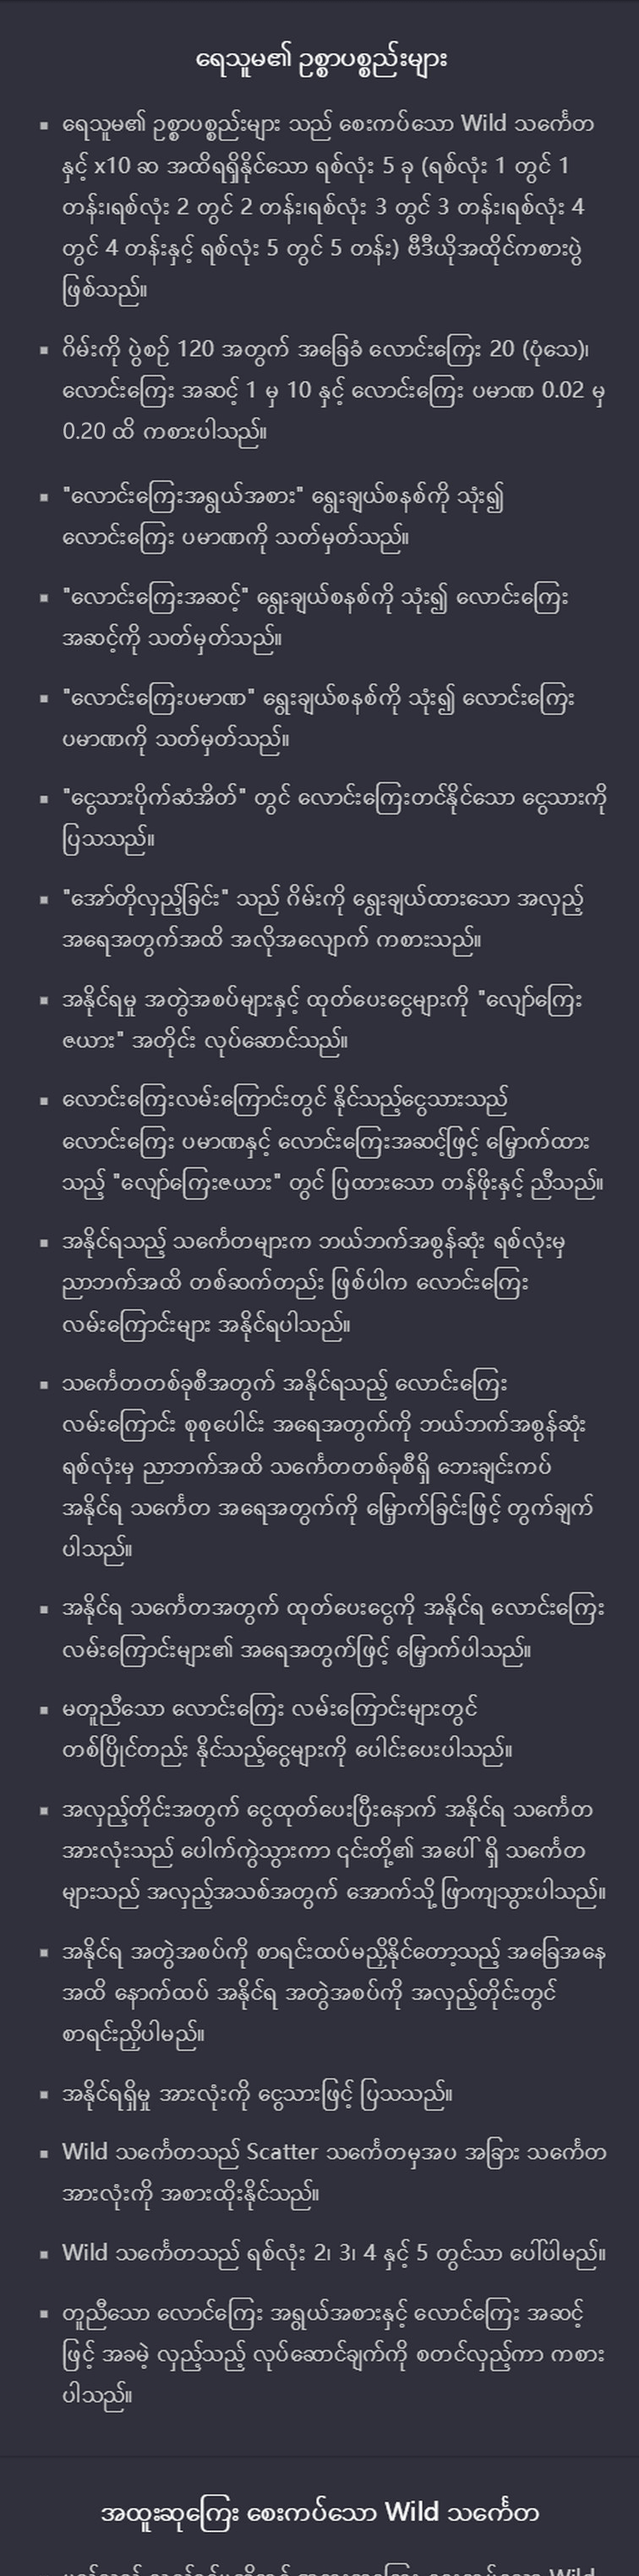 ရေသူမ၏ ဥစ္စာပစ္စည်းများ
▪ ရေသူမ၏ ဥစ္စာပစ္စည်းများ သည် စေးကပ်သော Wild သင်္ကေတ
နှင့် x10 ဆ အထိရရှိနိုင်သော ရစ်လုံး 5 ခု (ရစ်လုံး 1 တွင် 1
တန်း၊ရစ်လုံး 2 တွင် 2 တန်း၊ရစ်လုံး 3 တွင် 3 တန်း၊ရစ်လုံး 4
တွင် 4 တန်းနှင့် ရစ်လုံး 5 တွင် 5 တန်း) ဗီဒီယိုအထိုင်ကစားပွဲ
ဖြစ်သည်။
▪ ဂိမ်းကို ပွဲစဉ် 120 အတွက် အခြေခံ လောင်းကြေး 20 (ပုံသေ)၊
လောင်းကြေး အဆင့် 1 မှ 10 နှင့် လောင်းကြေး ပမာဏ 0.02 မှ
0.20 ထိ ကစားပါသည်။
▪ "လောင်းကြေးအရွယ်အစား" ရွေးချယ်စနစ်ကို သုံး၍
လောင်းကြေး ပမာဏကို သတ်မှတ်သည်။
▪ "လောင်းကြေးအဆင့်" ရွေးချယ်စနစ်ကို သုံး၍ လောင်းကြေး
အဆင့်ကို သတ်မှတ်သည်။
▪ "လောင်းကြေးပမာဏ" ရွေးချယ်စနစ်ကို သုံး၍ လောင်းကြေး
ပမာဏကို သတ်မှတ်သည်။
▪ "ငွေသားပိုက်ဆံအိတ်" တွင် လောင်းကြေးတင်နိုင်သော ငွေသားကို
ပြသသည်။
▪ "အော်တိုလှည့်ခြင်း" သည် ဂိမ်းကို ရွေးချယ်ထားသော အလှည့်
အရေအတွက်အထိ အလိုအလျောက် ကစားသည်။
▪ အနိုင်ရမှု အတွဲအစပ်များနှင့် ထုတ်ပေးငွေများကို "လျော်ကြေး
ဇယား" အတိုင်း လုပ်ဆောင်သည်။
▪ လောင်းကြေးလမ်းကြောင်းတွင် နိုင်သည့်ငွေသားသည်
လောင်းကြေး ပမာဏနှင့် လောင်းကြေးအဆင့်ဖြင့် မြှောက်ထား
သည့် "လျော်ကြေးဇယား" တွင် ပြထားသော တန်ဖိုးနှင့် ညီသည်။
▪ အနိုင်ရသည့် သင်္ကေတများက ဘယ်ဘက်အစွန်ဆုံး ရစ်လုံးမှ
ညာဘက်အထိ တစ်ဆက်တည်း ဖြစ်ပါက လောင်းကြေး
လမ်းကြောင်းများ အနိုင်ရပါသည်။
▪ သင်္ကေတတစ်ခုစီအတွက် အနိုင်ရသည့် လောင်းကြေး
လမ်းကြောင်း စုစုပေါင်း အရေအတွက်ကို ဘယ်ဘက်အစွန်ဆုံး
ရစ်လုံးမှ ညာဘက်အထိ သင်္ကေတတစ်ခုစီရှိ ဘေးချင်းကပ်
အနိုင်ရ သင်္ကေတ အရေအတွက်ကို မြှောက်ခြင်းဖြင့် တွက်ချက်
ပါသည်။
▪ အနိုင်ရ သင်္ကေတအတွက် ထုတ်ပေးငွေကို အနိုင်ရ လောင်းကြေး
လမ်းကြောင်းများ၏ အရေအတွက်ဖြင့် မြှောက်ပါသည်။
▪ မတူညီသော လောင်းကြေး လမ်းကြောင်းများတွင်
တစ်ပြိုင်တည်း နိုင်သည့်ငွေများကို ပေါင်းပေးပါသည်။
▪ အလှည့်တိုင်းအတွက် ငွေထုတ်ပေးပြီးနောက် အနိုင်ရ သင်္ကေတ
အားလုံးသည် ပေါက်ကွဲသွားကာ ၎င်းတို့၏ အပေါ် ရှိ သင်္ကေတ
များသည် အလှည့်အသစ်အတွက် အောက်သို့ ဖြာကျသွားပါသည်။
▪ အနိုင်ရ အတွဲအစပ်ကို စာရင်းထပ်မညှိနိုင်တော့သည့် အခြေအနေ
အထိ နောက်ထပ် အနိုင်ရ အတွဲအစပ်ကို အလှည့်တိုင်းတွင်
စာရင်းညှိပါမည်။
▪ အနိုင်ရရှိမှု အားလုံးကို ငွေသားဖြင့် ပြသသည်။
▪ Wild သင်္ကေတသည် Scatter သင်္ကေတမှအပ အခြား သင်္ကေတ
အားလုံးကို အစားထိုးနိုင်သည်။
▪ Wild သင်္ကေတသည် ရစ်လုံး 2၊ 3၊ 4 နှင့် 5 တွင်သာ ပေါ်ပါမည်။
▪ တူညီသော လောင်ကြေး အရွယ်အစားနှင့် လောင်ကြေး အဆင့်
ဖြင့် အခမဲ့ လှည့်သည့် လုပ်ဆောင်ချက်ကို စတင်လှည့်ကာ ကစား
ပါသည်။
အထူးဆုကြေး စေးကပ်သော Wild သင်္ကေတ